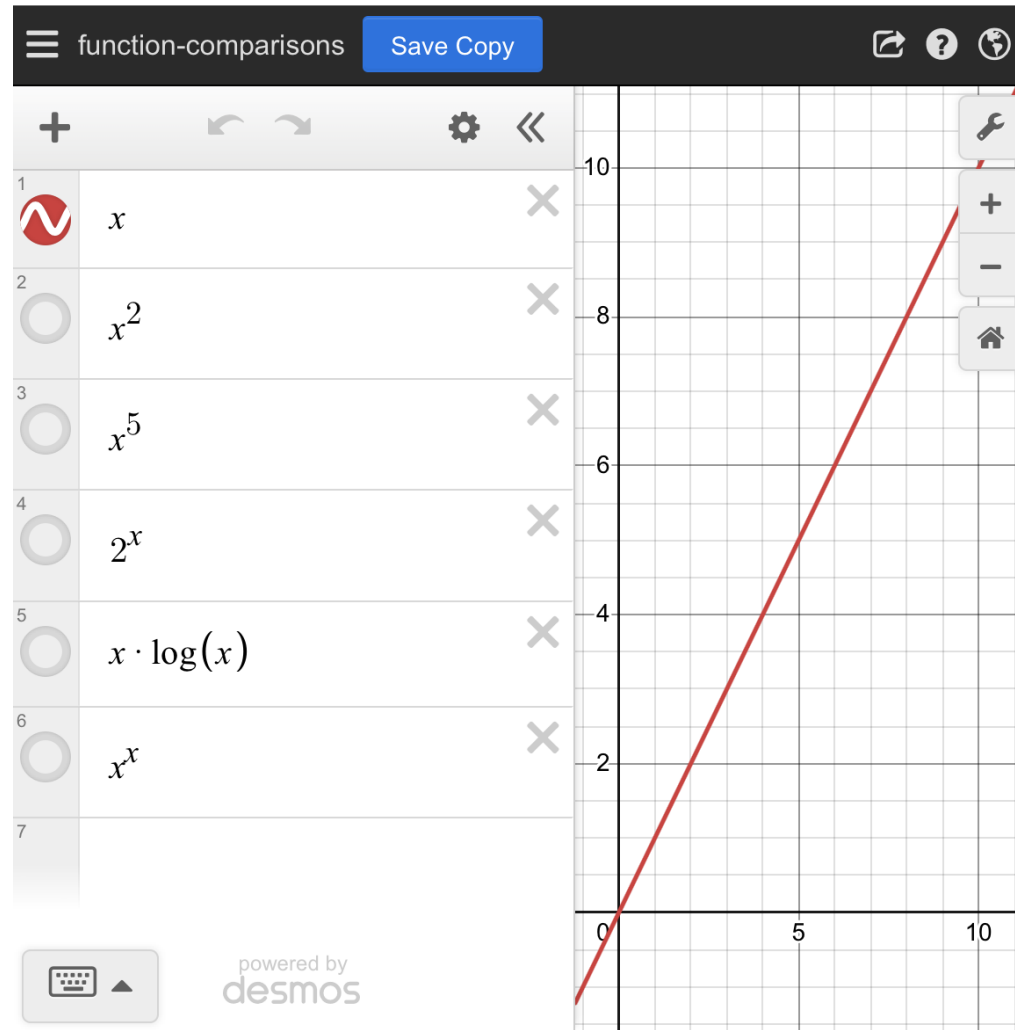 function-comparisons Save Copy
1
x
2
x^2
3
x^5
4
2^x
5
x · log(x)
6
x^x
7
powered by
desmos
10
8
6
4
2
0 5 10